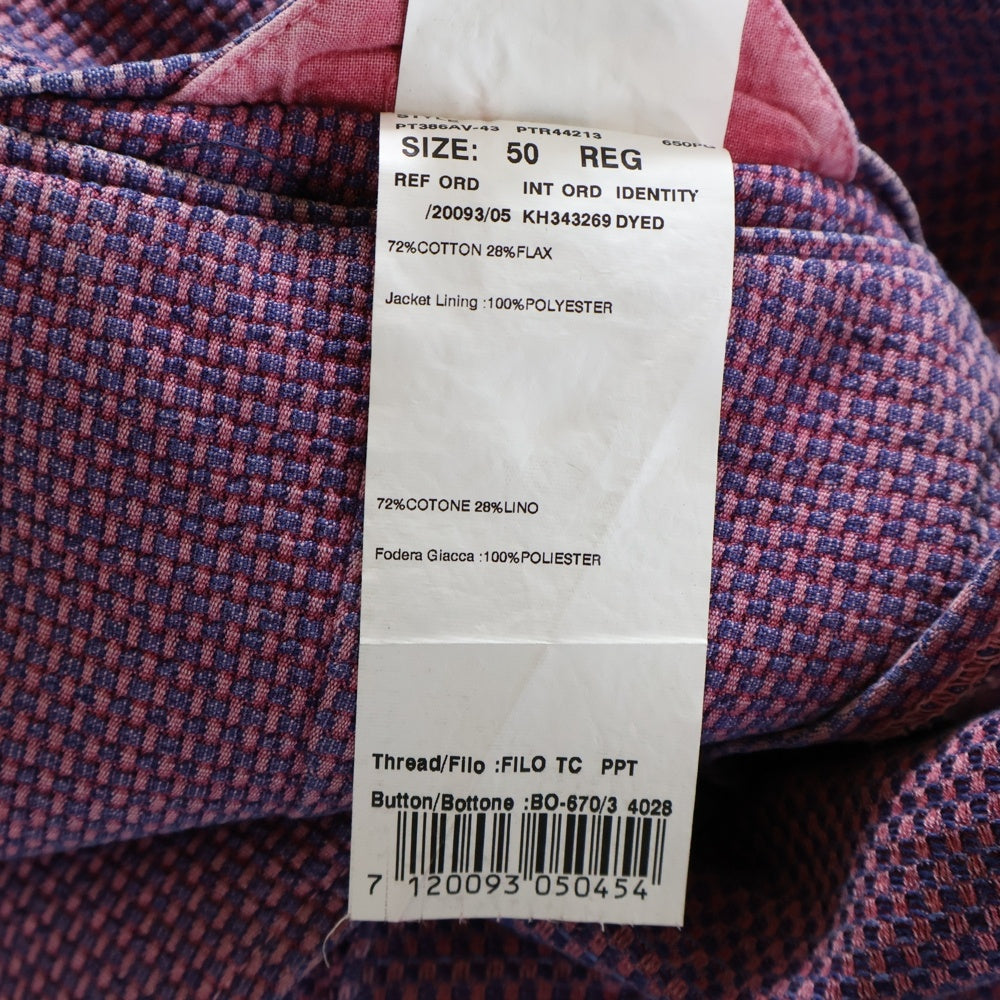 STYLE
PT386AV-43 PTR44213
SIZE: 50 REG
REF ORD INT ORD IDENTITY
/20093/05 KH343269 DYED
72%COTTON 28%FLAX
Jacket Lining :100%POLYESTER
72%COTONE 28%LINO
Fodera Giacca :100%POLIESTER
Thread/Filo :FILO TC PPT
Button/Bottone :BO-670/3 4028
7 120093 050454